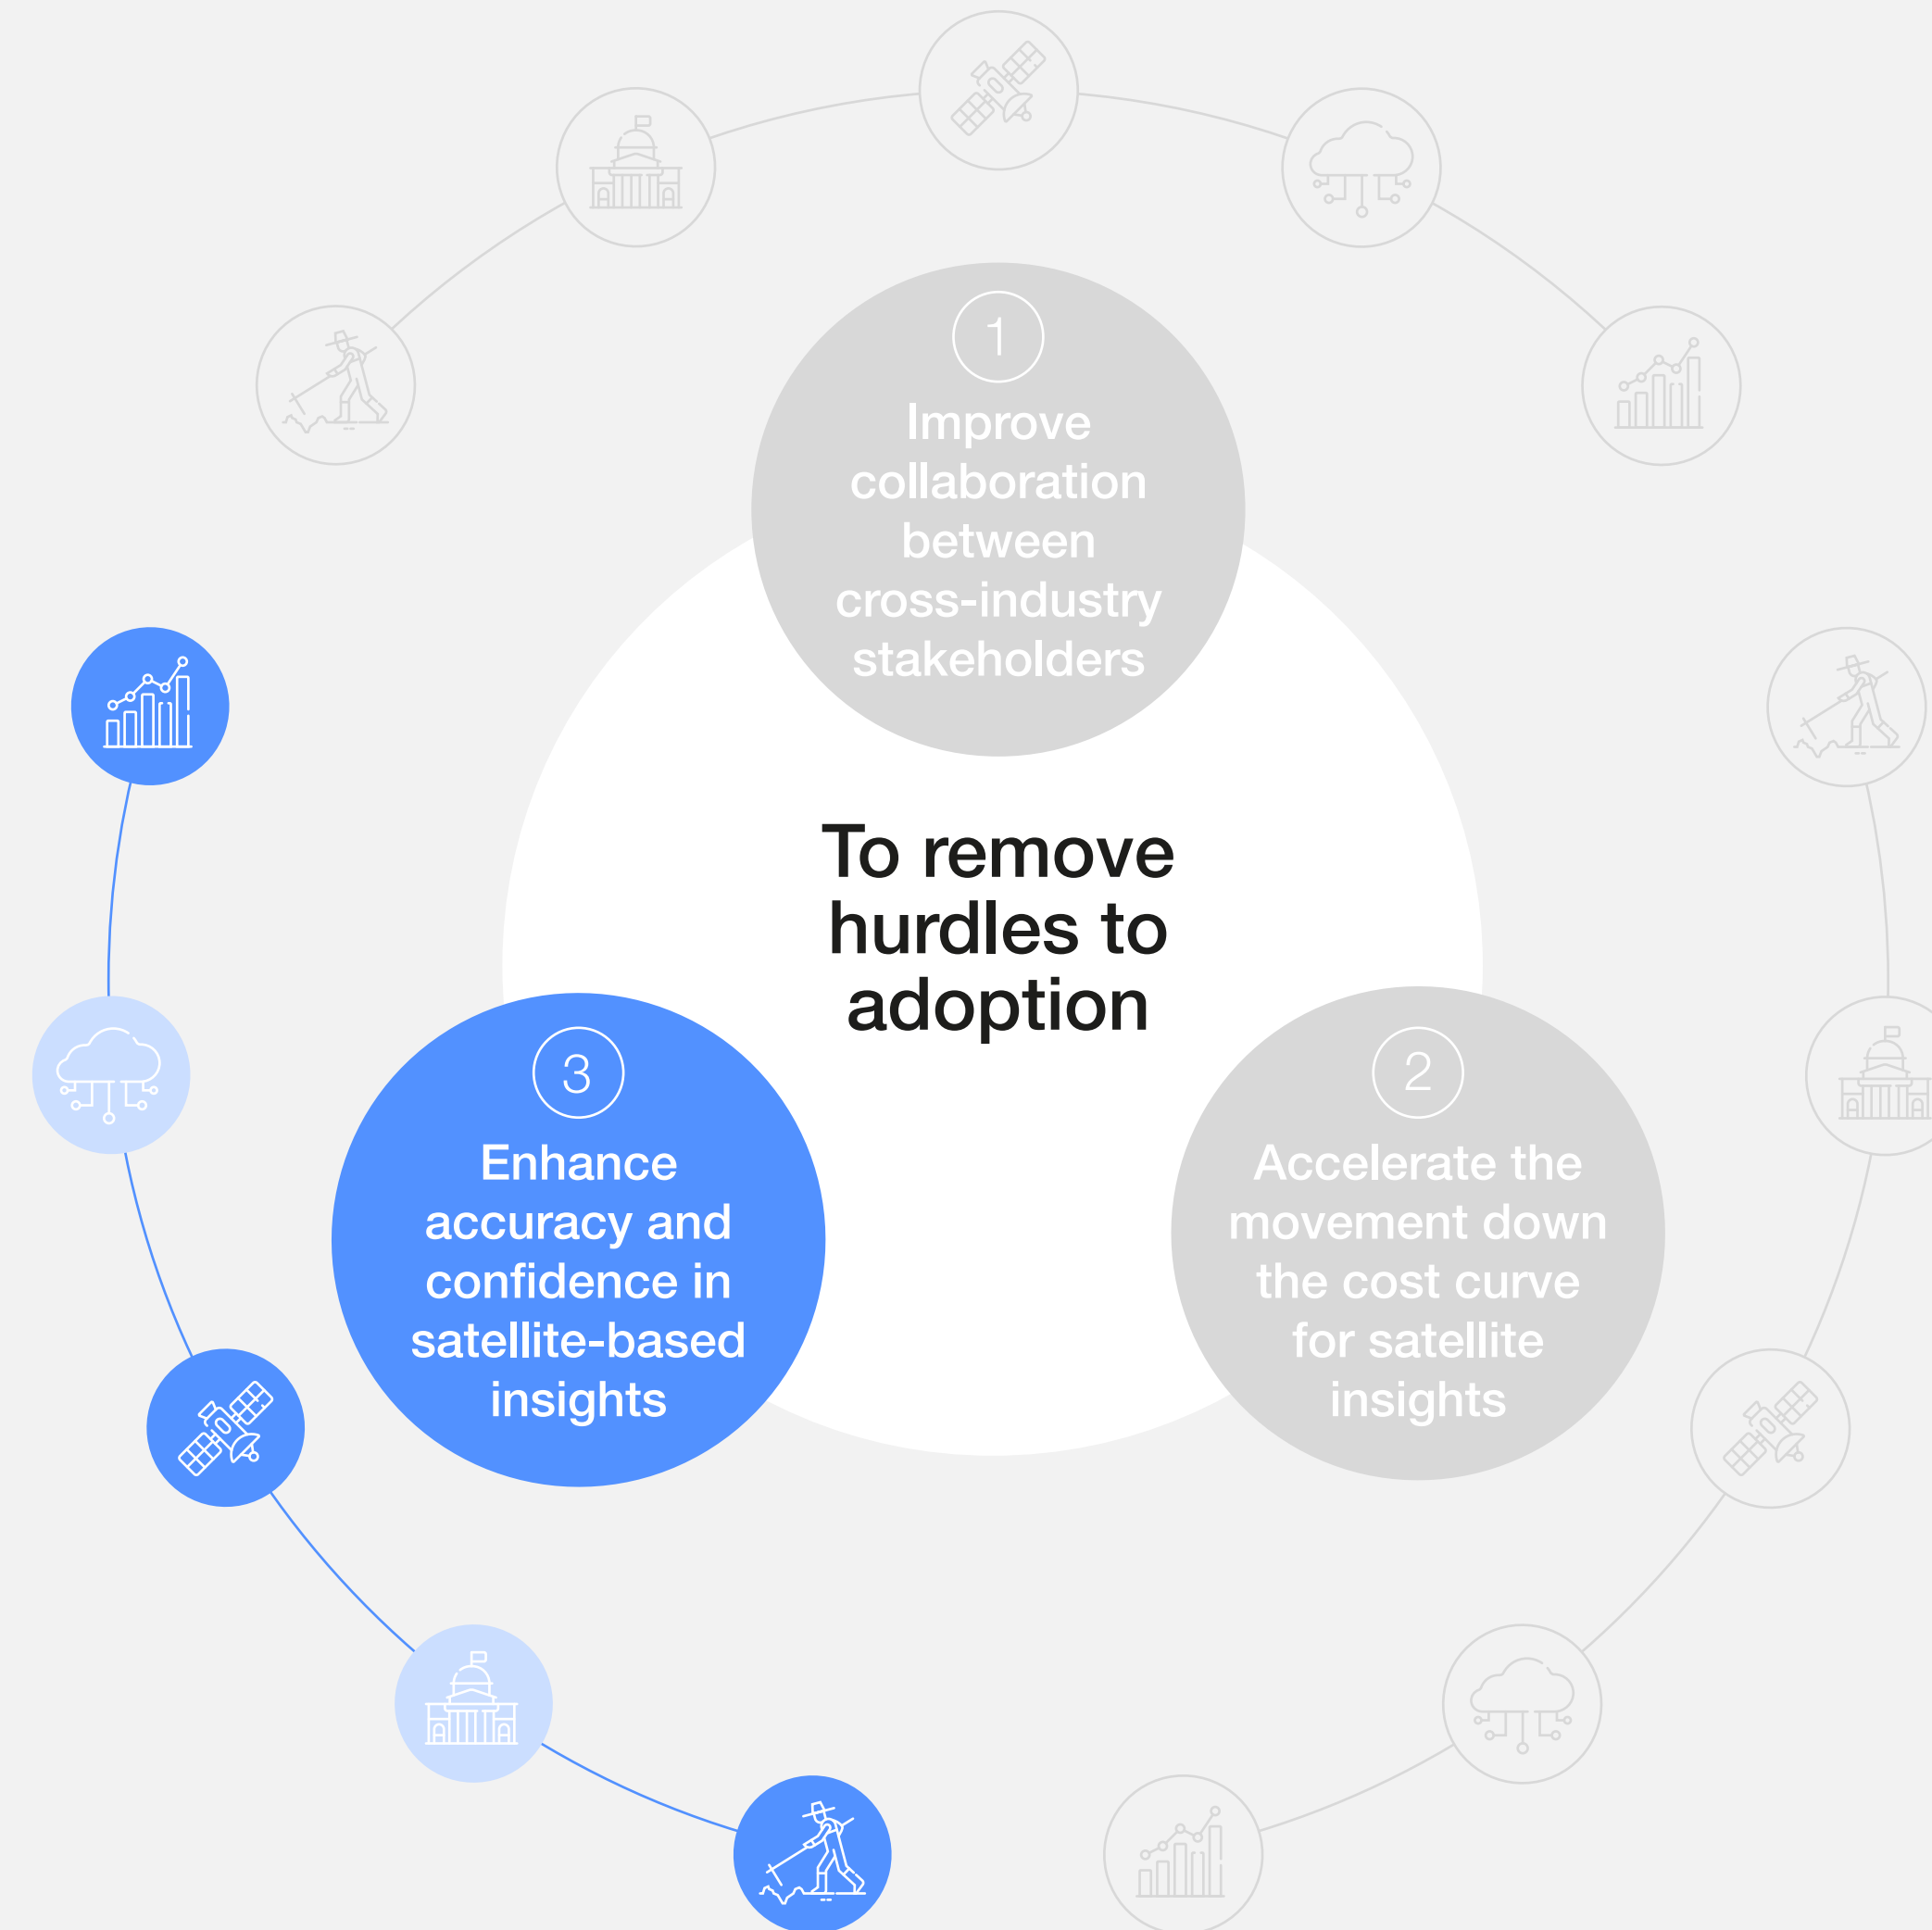 1
Improve
collaboration
between
cross-industry
stakeholders
To remove
hurdles to
adoption
3
Enhance
accuracy and
confidence in
satellite-based
insights
2
Accelerate the
movement down
the cost curve
for satellite
insights